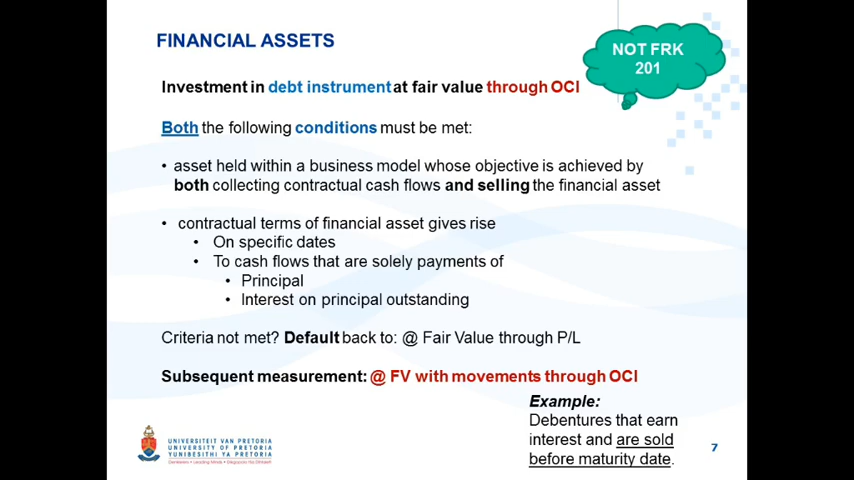 FINANCIAL ASSETS
NOT FRK
201
Investment in debt instrument at fair value through OCI
Both the following conditions must be met:
• asset held within a business model whose objective is achieved by
both collecting contractual cash flows and selling the financial asset
• contractual terms of financial asset gives rise
• On specific dates
• To cash flows that are solely payments of
• Principal
• Interest on principal outstanding
Criteria not met? Default back to: @ Fair Value through P/L
Subsequent measurement: @ FV with movements through OCI
Example:
Debentures that earn
interest and are sold
before maturity date.
UNIVERSITEIT VAN PRETORIA
UNIVERSITY OF PRETORIA
YUNIBESITHI YA PRETORIA
7